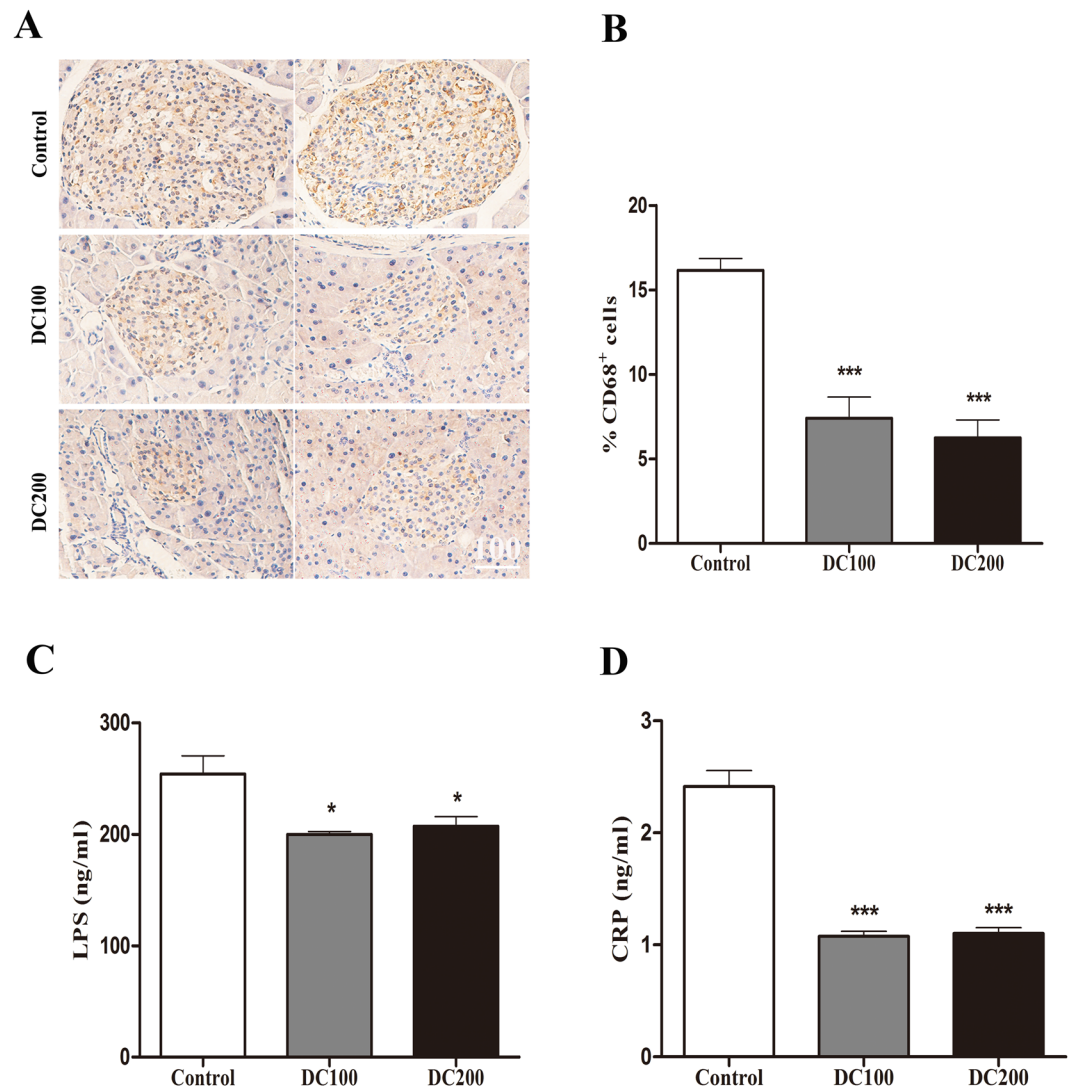 A
Control
DC100
DC200
100
B
% CD68⁺ cells
20
15
10
5
0
***
***
Control
DC100
DC200
C
LPS (ng/ml)
300
200
100
0
*
*
Control
DC100
DC200
D
CRP (ng/ml)
3
2
1
0
***
***
Control
DC100
DC200